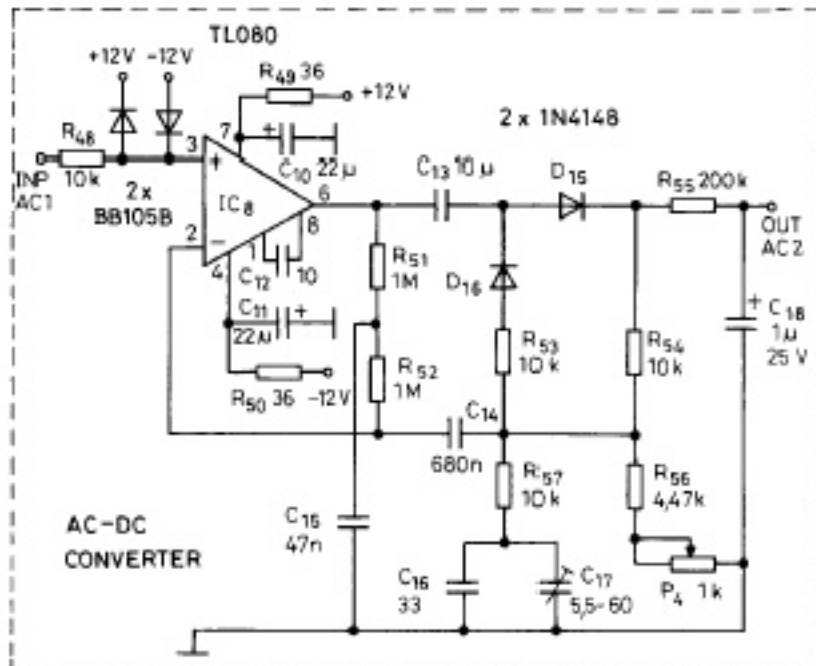 TL080
+12V -12V
R49 36
+12V
2 x 1N4148
R48
10k
INP
AC1
3
7
+
C10 22µ
+
C13 10µ
D15
R55 200k
OUT
AC2
2 x
BB105B
IC8
6
8
2
−
1
4
C12
10
R51
1M
D16
C11
22µ
+
R53
10k
R54
10k
+
C18
1µ
25V
R52
1M
R50 36 -12V
C14
680n
R57
10k
R56
4,47k
AC-DC
CONVERTER
C15
47n
C16
33
C17
5,5-60
P4 1k